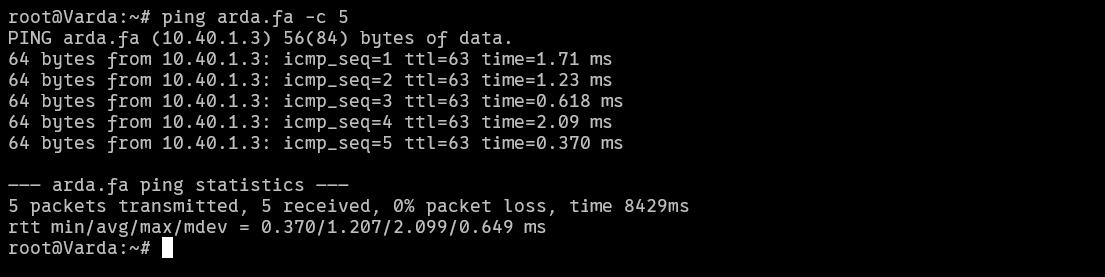 root@Varda:~# ping arda.fa -c 5
PING arda.fa (10.40.1.3) 56(84) bytes of data.
64 bytes from 10.40.1.3: icmp_seq=1 ttl=63 time=1.71 ms
64 bytes from 10.40.1.3: icmp_seq=2 ttl=63 time=1.23 ms
64 bytes from 10.40.1.3: icmp_seq=3 ttl=63 time=0.618 ms
64 bytes from 10.40.1.3: icmp_seq=4 ttl=63 time=2.09 ms
64 bytes from 10.40.1.3: icmp_seq=5 ttl=63 time=0.370 ms

--- arda.fa ping statistics ---
5 packets transmitted, 5 received, 0% packet loss, time 8429ms
rtt min/avg/max/mdev = 0.370/1.207/2.099/0.649 ms
root@Varda:~#